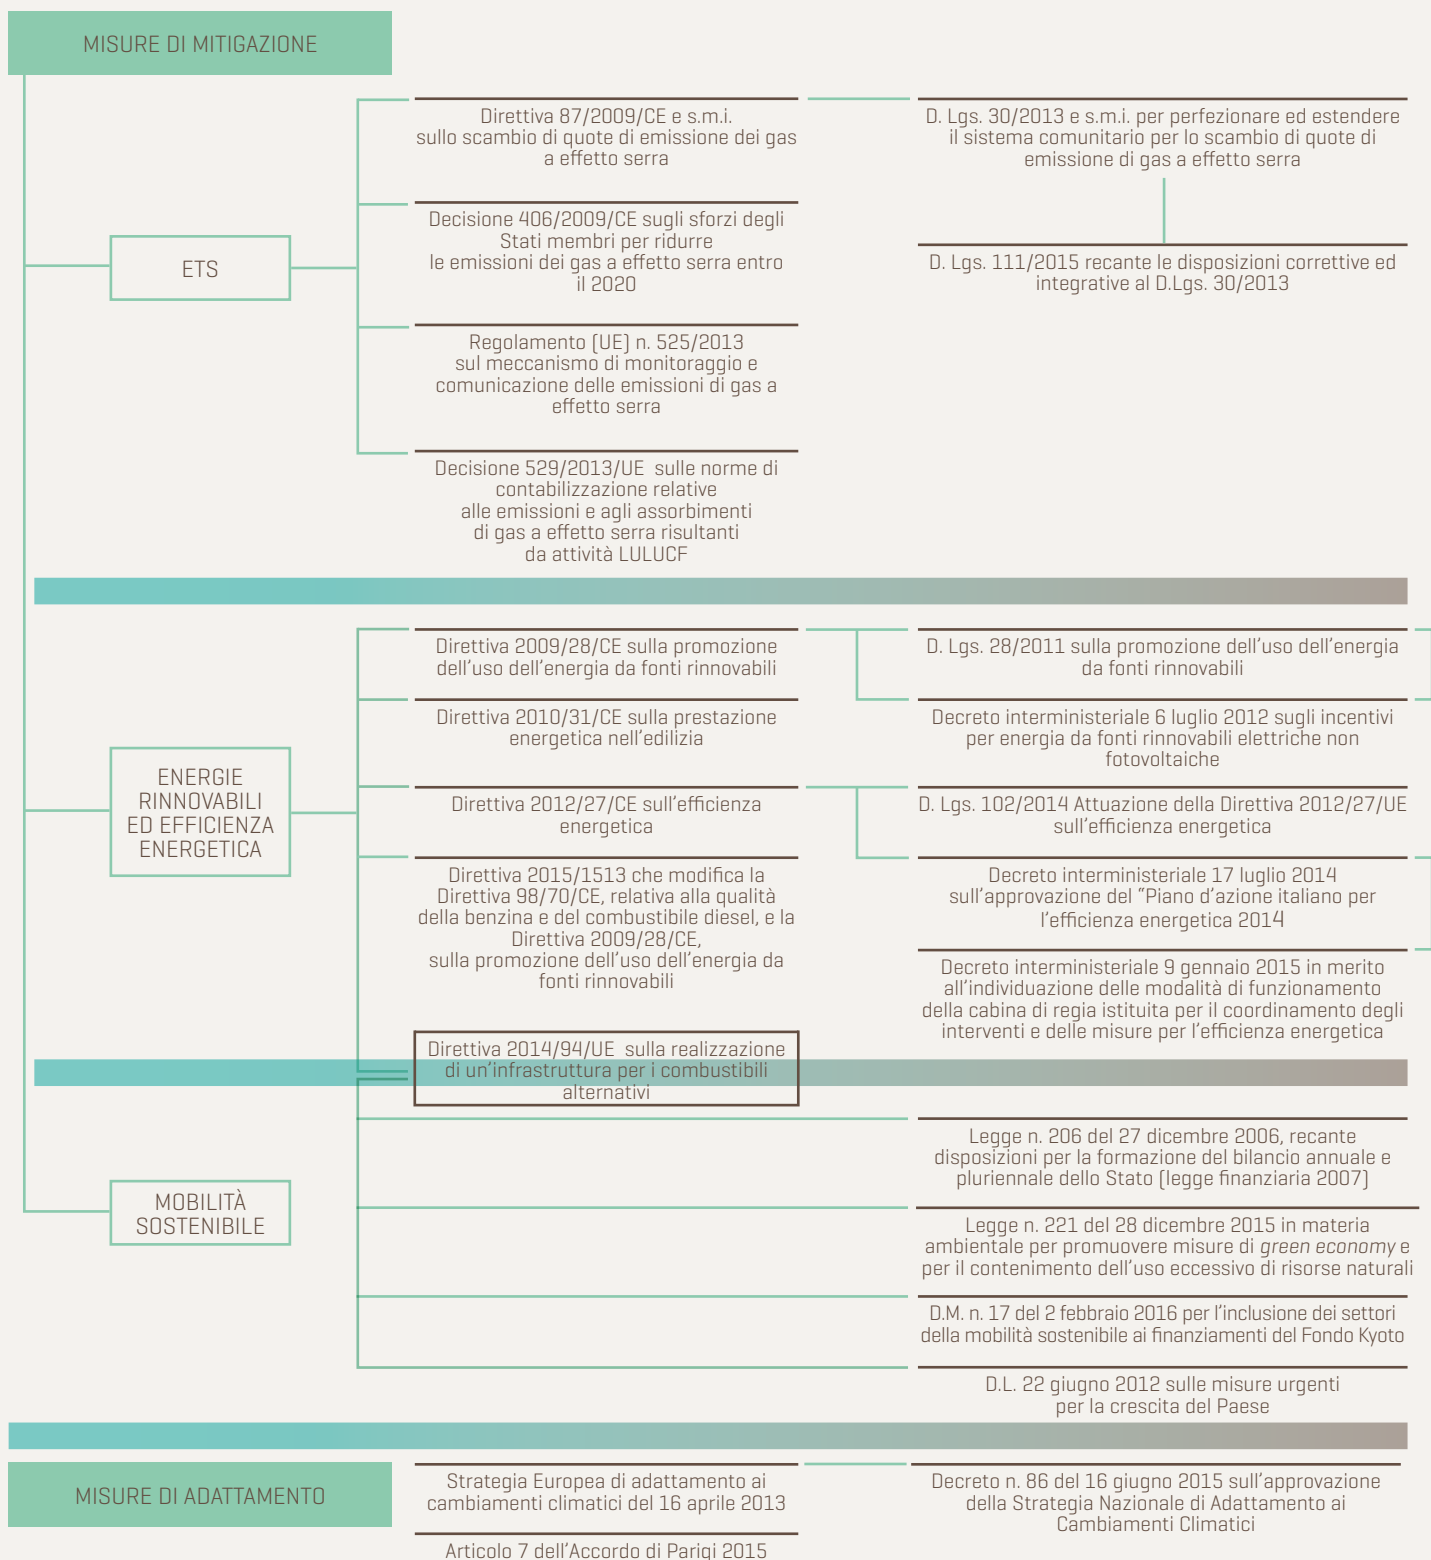 MISURE DI MITIGAZIONE
ETS
Direttiva 87/2009/CE e s.m.i.
sullo scambio di quote di emissione dei gas
a effetto serra
D. Lgs. 30/2013 e s.m.i. per perfezionare ed estendere
il sistema comunitario per lo scambio di quote di
emissione di gas a effetto serra
Decisione 406/2009/CE sugli sforzi degli
Stati membri per ridurre
le emissioni dei gas a effetto serra entro
il 2020
D. Lgs. 111/2015 recante le disposizioni correttive ed
integrative al D.Lgs. 30/2013
Regolamento (UE) n. 525/2013
sul meccanismo di monitoraggio e
comunicazione delle emissioni di gas a
effetto serra
Decisione 529/2013/UE sulle norme di
contabilizzazione relative
alle emissioni e agli assorbimenti
di gas a effetto serra risultanti
da attività LULUCF
ENERGIE
RINNOVABILI
ED EFFICIENZA
ENERGETICA
Direttiva 2009/28/CE sulla promozione
dell'uso dell'energia da fonti rinnovabili
D. Lgs. 28/2011 sulla promozione dell'uso dell'energia
da fonti rinnovabili
Direttiva 2010/31/CE sulla prestazione
energetica nell'edilizia
Decreto interministeriale 6 luglio 2012 sugli incentivi
per energia da fonti rinnovabili elettriche non
fotovoltaiche
Direttiva 2012/27/CE sull'efficienza
energetica
D. Lgs. 102/2014 Attuazione della Direttiva 2012/27/UE
sull'efficienza energetica
Direttiva 2015/1513 che modifica la
Direttiva 98/70/CE, relativa alla qualità
della benzina e del combustibile diesel, e la
Direttiva 2009/28/CE,
sulla promozione dell'uso dell'energia da
fonti rinnovabili
Decreto interministeriale 17 luglio 2014
sull'approvazione del "Piano d'azione italiano per
l'efficienza energetica 2014
Decreto interministeriale 9 gennaio 2015 in merito
all'individuazione delle modalità di funzionamento
della cabina di regia istituita per il coordinamento degli
interventi e delle misure per l'efficienza energetica
Direttiva 2014/94/UE sulla realizzazione
di un'infrastruttura per i combustibili
alternativi
MOBILITÀ
SOSTENIBILE
Legge n. 206 del 27 dicembre 2006, recante
disposizioni per la formazione del bilancio annuale e
pluriennale dello Stato (legge finanziaria 2007)
Legge n. 221 del 28 dicembre 2015 in materia
ambientale per promuovere misure di green economy e
per il contenimento dell'uso eccessivo di risorse naturali
D.M. n. 17 del 2 febbraio 2016 per l'inclusione dei settori
della mobilità sostenibile ai finanziamenti del Fondo Kyoto
D.L. 22 giugno 2012 sulle misure urgenti
per la crescita del Paese
MISURE DI ADATTAMENTO
Strategia Europea di adattamento ai
cambiamenti climatici del 16 aprile 2013
Decreto n. 86 del 16 giugno 2015 sull'approvazione
della Strategia Nazionale di Adattamento ai
Cambiamenti Climatici
Articolo 7 dell'Accordo di Parigi 2015